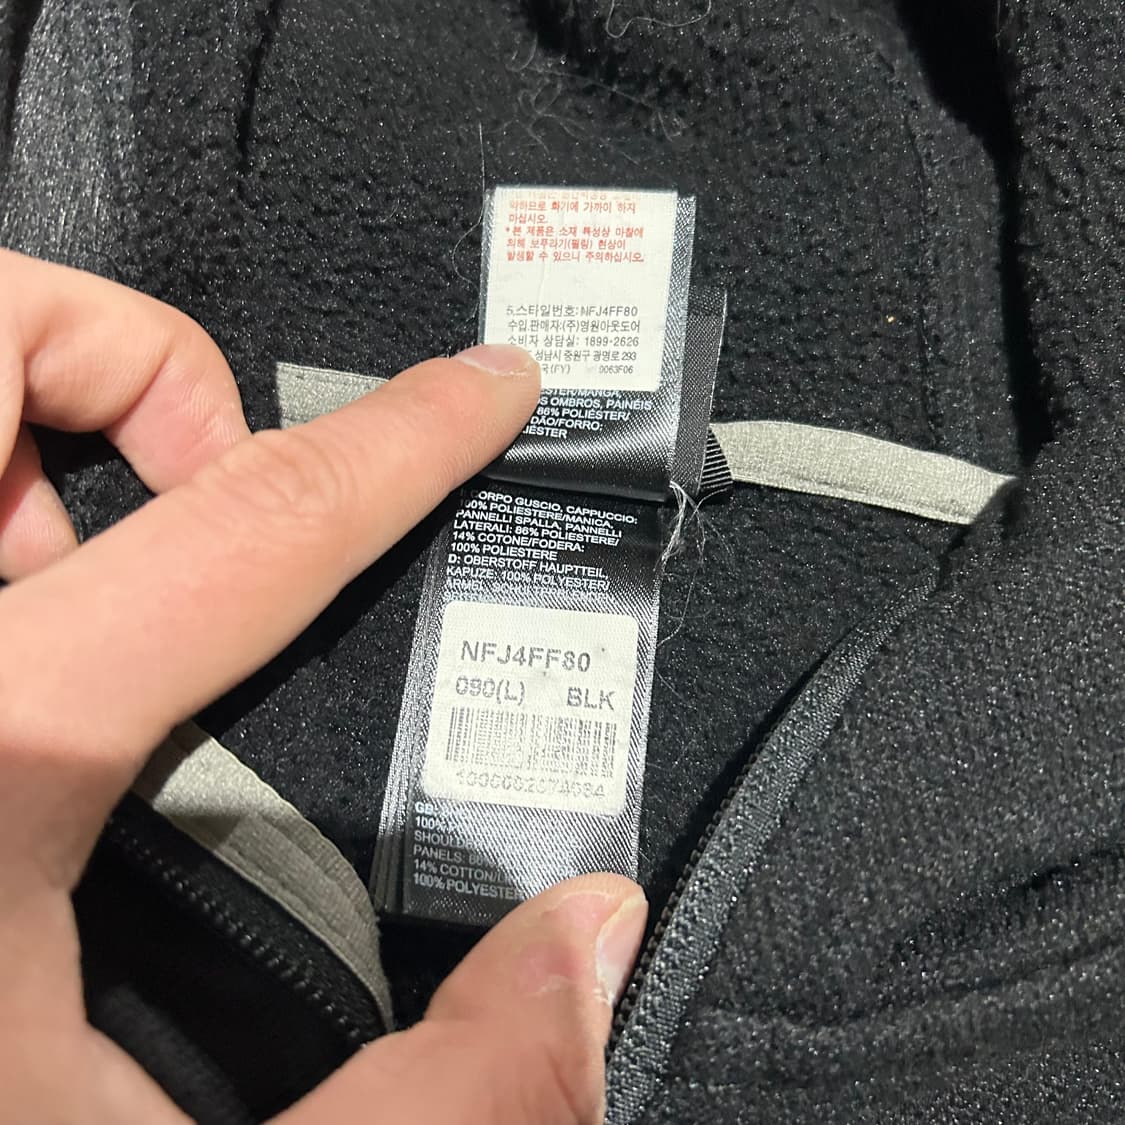 약하므로 화기에 가까이 하지
마십시오.
*본 제품은 소재 특성상 마찰에
의해 보푸라기(필링) 현상이
발생할 수 있으니 주의하십시오.
5.스타일번호:NFJ4FF80
수입,판매자:(주)영원아웃도어
소비자 상담실: 1899-2626
성남시 중원구 광명로 293
(FY) 0063F06
OMBROS, PAINÉIS
86% POLIÉSTER/
I: CORPO GUSCIO, CAPPUCCIO:
100% POLIESTERE/MANICA,
PANNELLI SPALLA, PANNELLI
LATERALI: 86% POLIESTERE/
14% COTONE/FODERA:
100% POLIESTERE
D: OBERSTOFF HAUPTTEIL,
KAPUZE: 100% POLYESTER/
NFJ4FF80
090(L) BLK
100%
PANELS:
14% COTTON/
100% POLYESTER